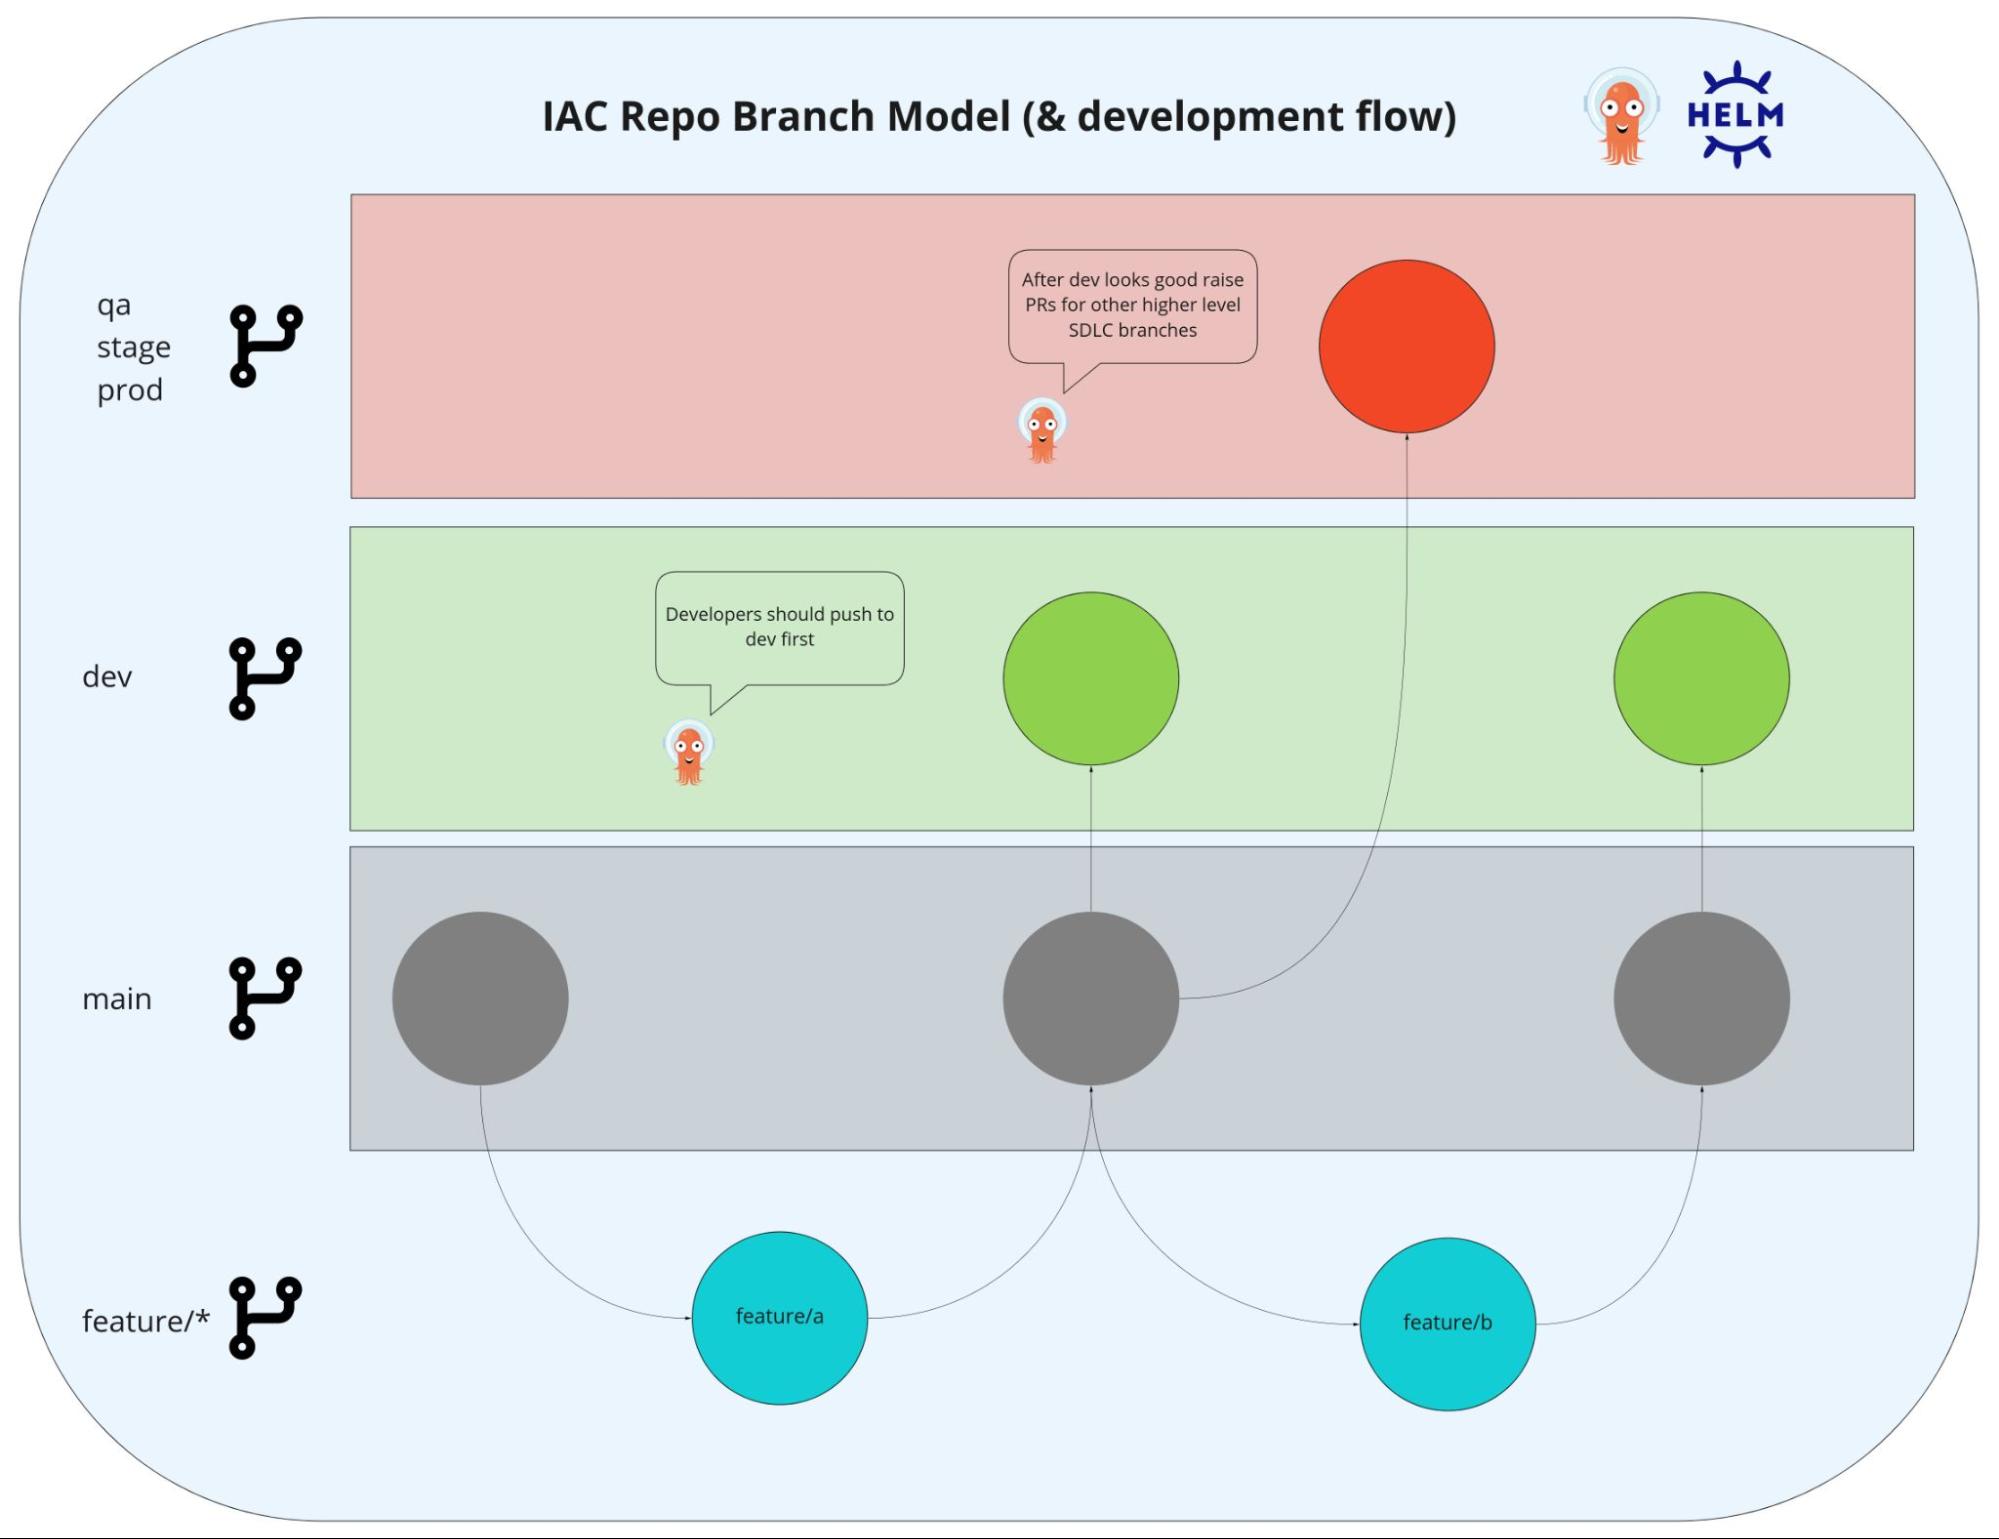 IAC Repo Branch Model (& development flow)
HELM
qa
stage
prod
After dev looks good raise
PRs for other higher level
SDLC branches
dev
Developers should push to
dev first
main
feature/*
feature/a
feature/b